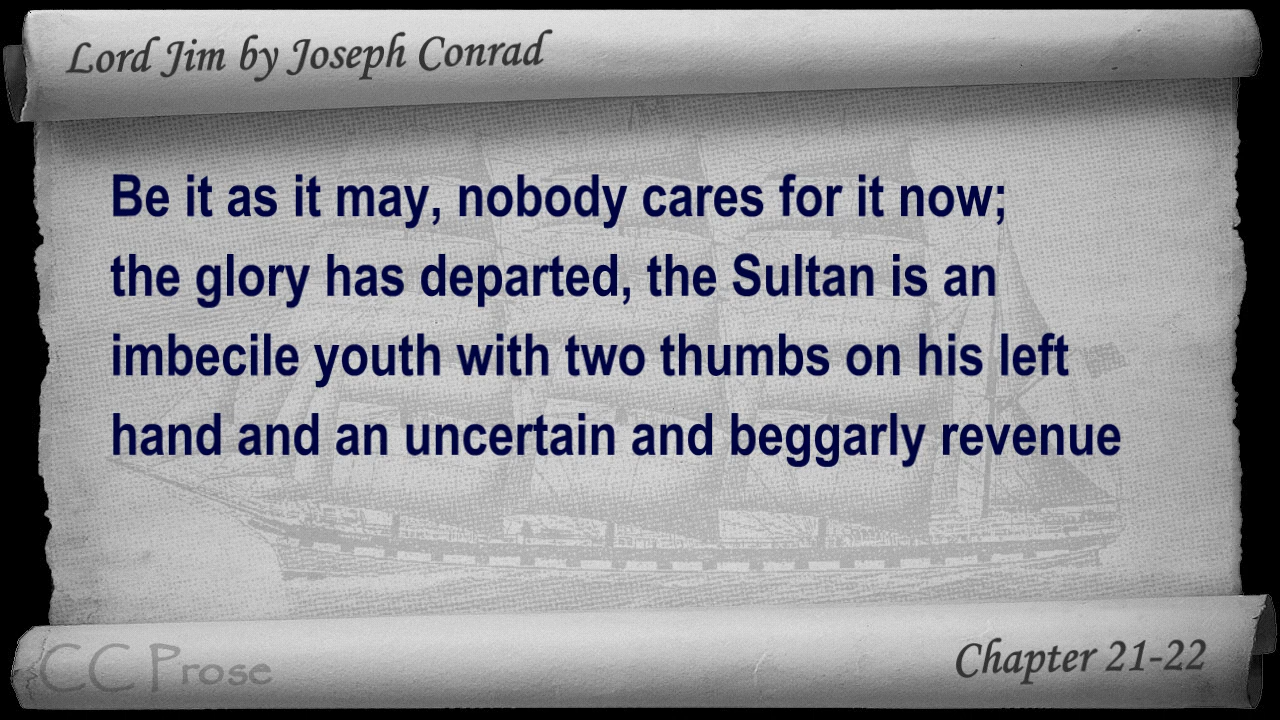 Lord Jim by Joseph Conrad
Be it as it may, nobody cares for it now;
the glory has departed, the Sultan is an
imbecile youth with two thumbs on his left
hand and an uncertain and beggarly revenue
CC Prose
Chapter 21-22